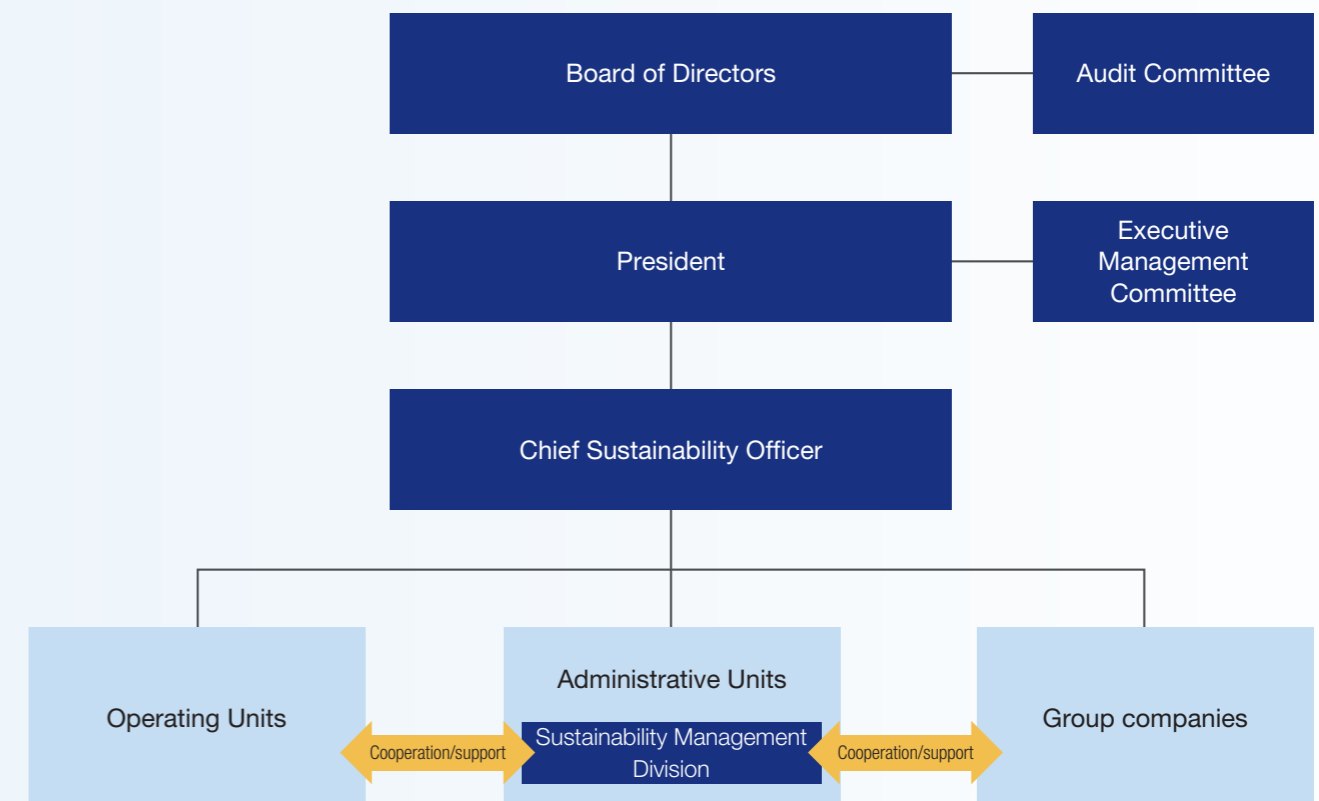 Board of Directors
Audit Committee
President
Executive
Management
Committee
Chief Sustainability Officer
Operating Units
Administrative Units
Group companies
Cooperation/support
Sustainability Management
Division
Cooperation/support